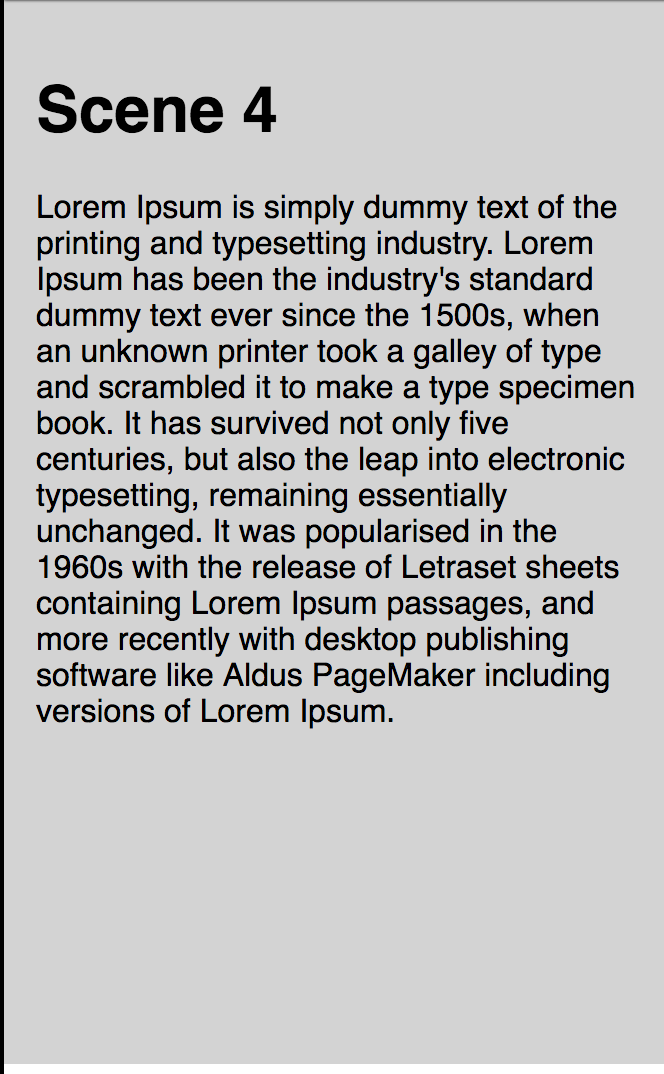 Scene 4
Lorem Ipsum is simply dummy text of the
printing and typesetting industry. Lorem
Ipsum has been the industry's standard
dummy text ever since the 1500s, when
an unknown printer took a galley of type
and scrambled it to make a type specimen
book. It has survived not only five
centuries, but also the leap into electronic
typesetting, remaining essentially
unchanged. It was popularised in the
1960s with the release of Letraset sheets
containing Lorem Ipsum passages, and
more recently with desktop publishing
software like Aldus PageMaker including
versions of Lorem Ipsum.